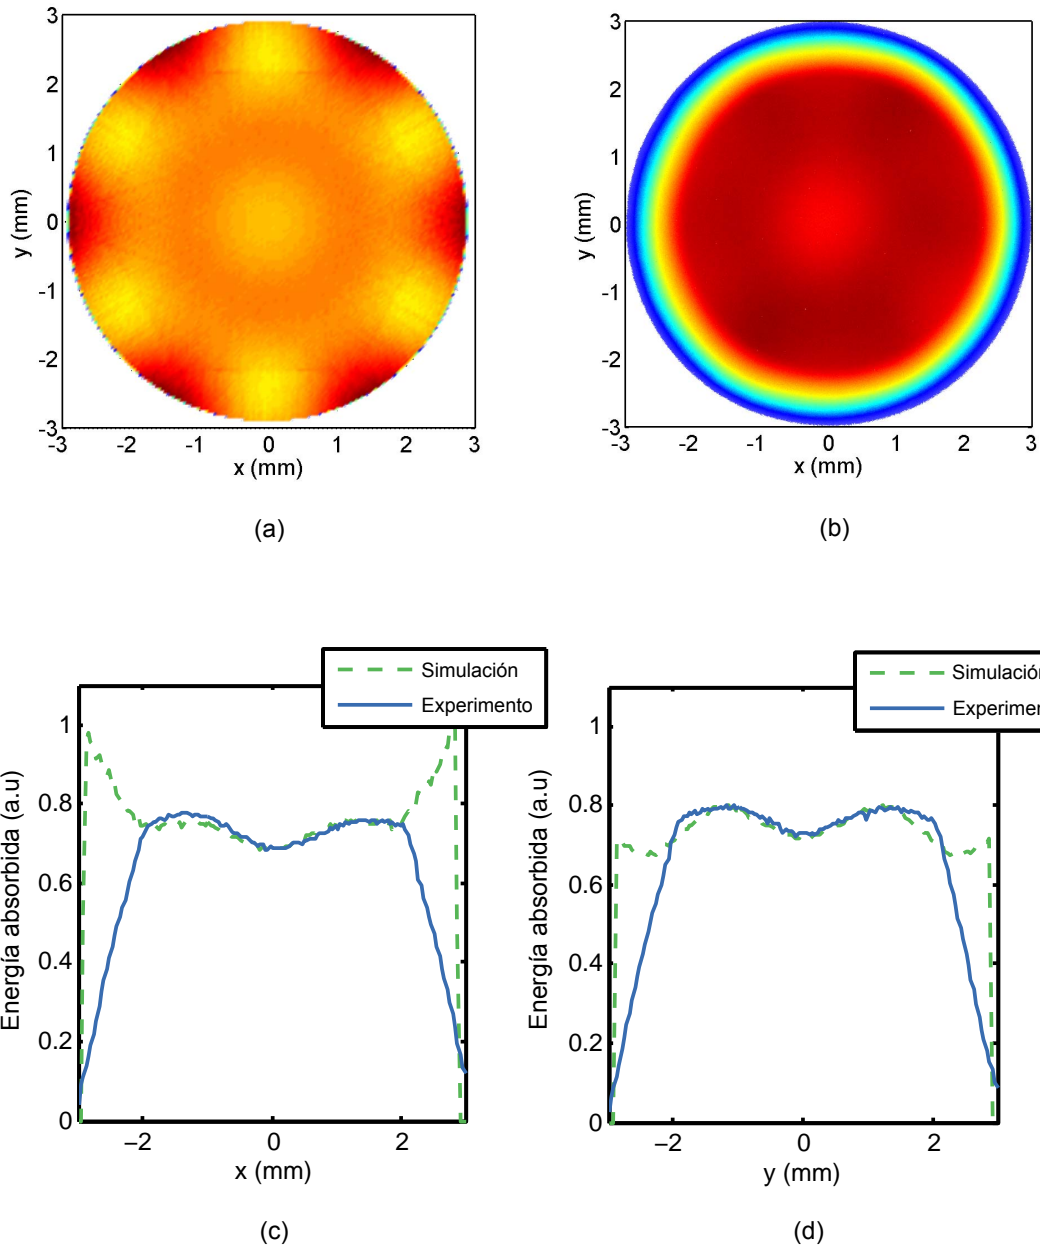 3
2
1
0
-1
-2
-3
y (mm)
-3 -2 -1 0 1 2 3
x (mm)
(a)
3
2
1
0
-1
-2
-3
y (mm)
-3 -2 -1 0 1 2 3
x (mm)
(b)
Simulación
Experimento
1
0.8
0.6
0.4
0.2
0
Energía absorbida (a.u)
−2 0 2
x (mm)
(c)
Simulación
Experimen
1
0.8
0.6
0.4
0.2
0
Energía absorbida (a.u)
−2 0 2
y (mm)
(d)